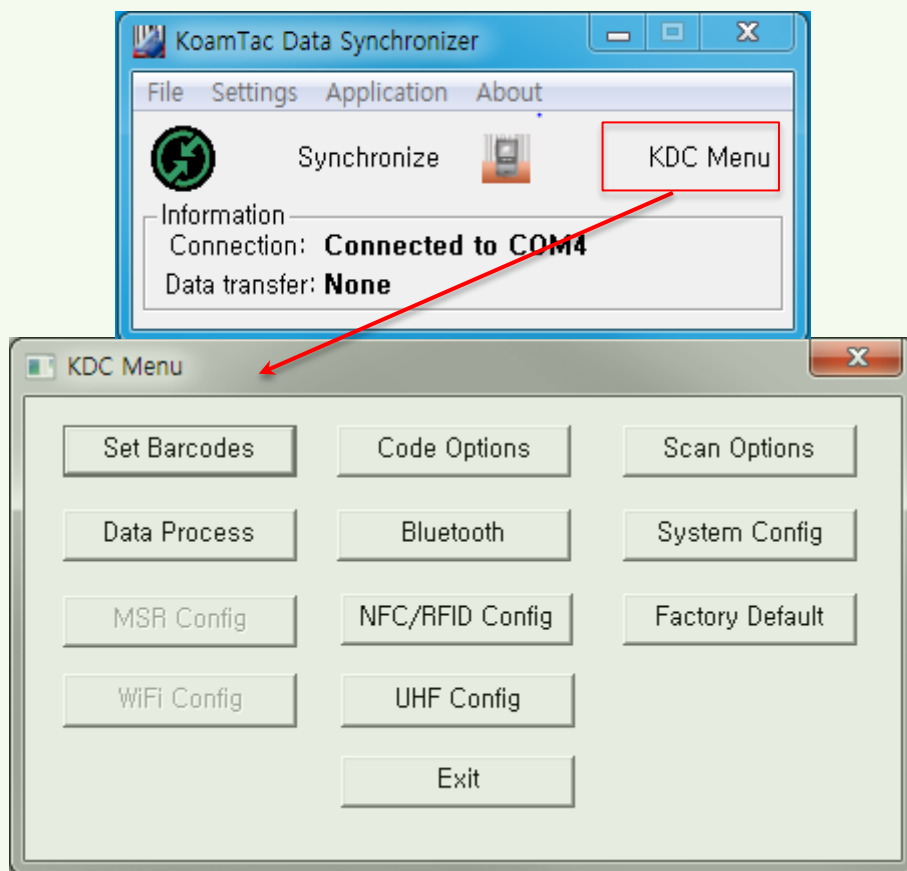 KoamTac Data Synchronizer
File Settings Application About
Synchronize KDC Menu
Information
Connection: Connected to COM4
Data transfer: None
KDC Menu
Set Barcodes Code Options Scan Options
Data Process Bluetooth System Config
MSR Config NFC/RFID Config Factory Default
WiFi Config UHF Config
Exit